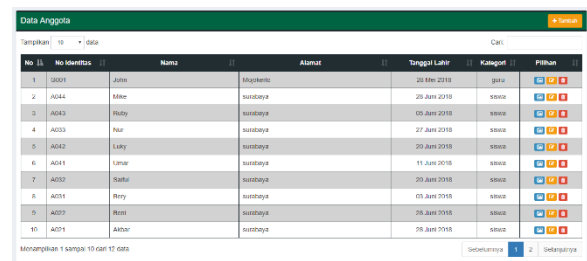 Data Anggota
+ Tambah
Tampilkan 10 data
Cari:
No No Identitas Nama Alamat Tanggal Lahir Kategori Pilihan
1 B001 John Mojokerto 28 Mei 2018 guru
2 A044 Mike surabaya 28 Juni 2018 siswa
3 A043 Ruby surabaya 05 Juni 2018 siswa
4 A033 Nur surabaya 27 Juni 2018 siswa
5 A042 Luky surabaya 20 Juni 2018 siswa
6 A041 Umar surabaya 11 Juni 2018 siswa
7 A032 Saiful surabaya 20 Juni 2018 siswa
8 A031 Bery surabaya 03 Juni 2018 siswa
9 A022 Beni surabaya 28 Juni 2018 siswa
10 A021 Akbar surabaya 28 Juni 2018 siswa
Menampilkan 1 sampai 10 dari 12 data
Sebelumnya 1 2 Selanjutnya